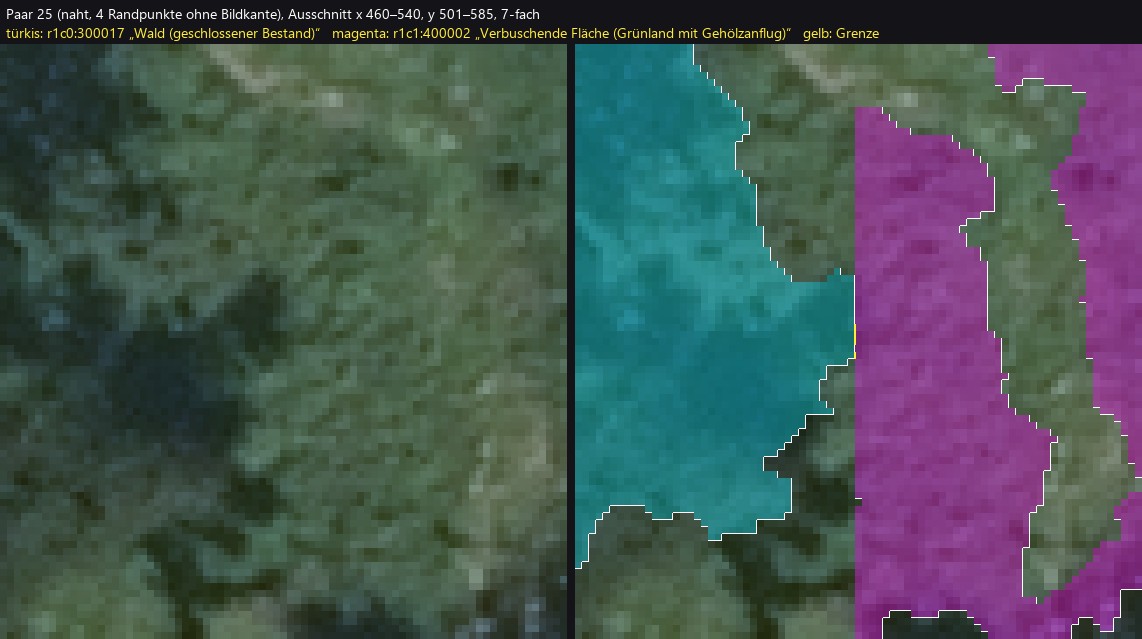 Paar 25 (naht, 4 Randpunkte ohne Bildkante), Ausschnitt x 460–540, y 501–585, 7-fach
türkis: r1c0:300017 „Wald (geschlossener Bestand)“   magenta: r1c1:400002 „Verbuschende Fläche (Grünland mit Gehölzanflug)“   gelb: Grenze